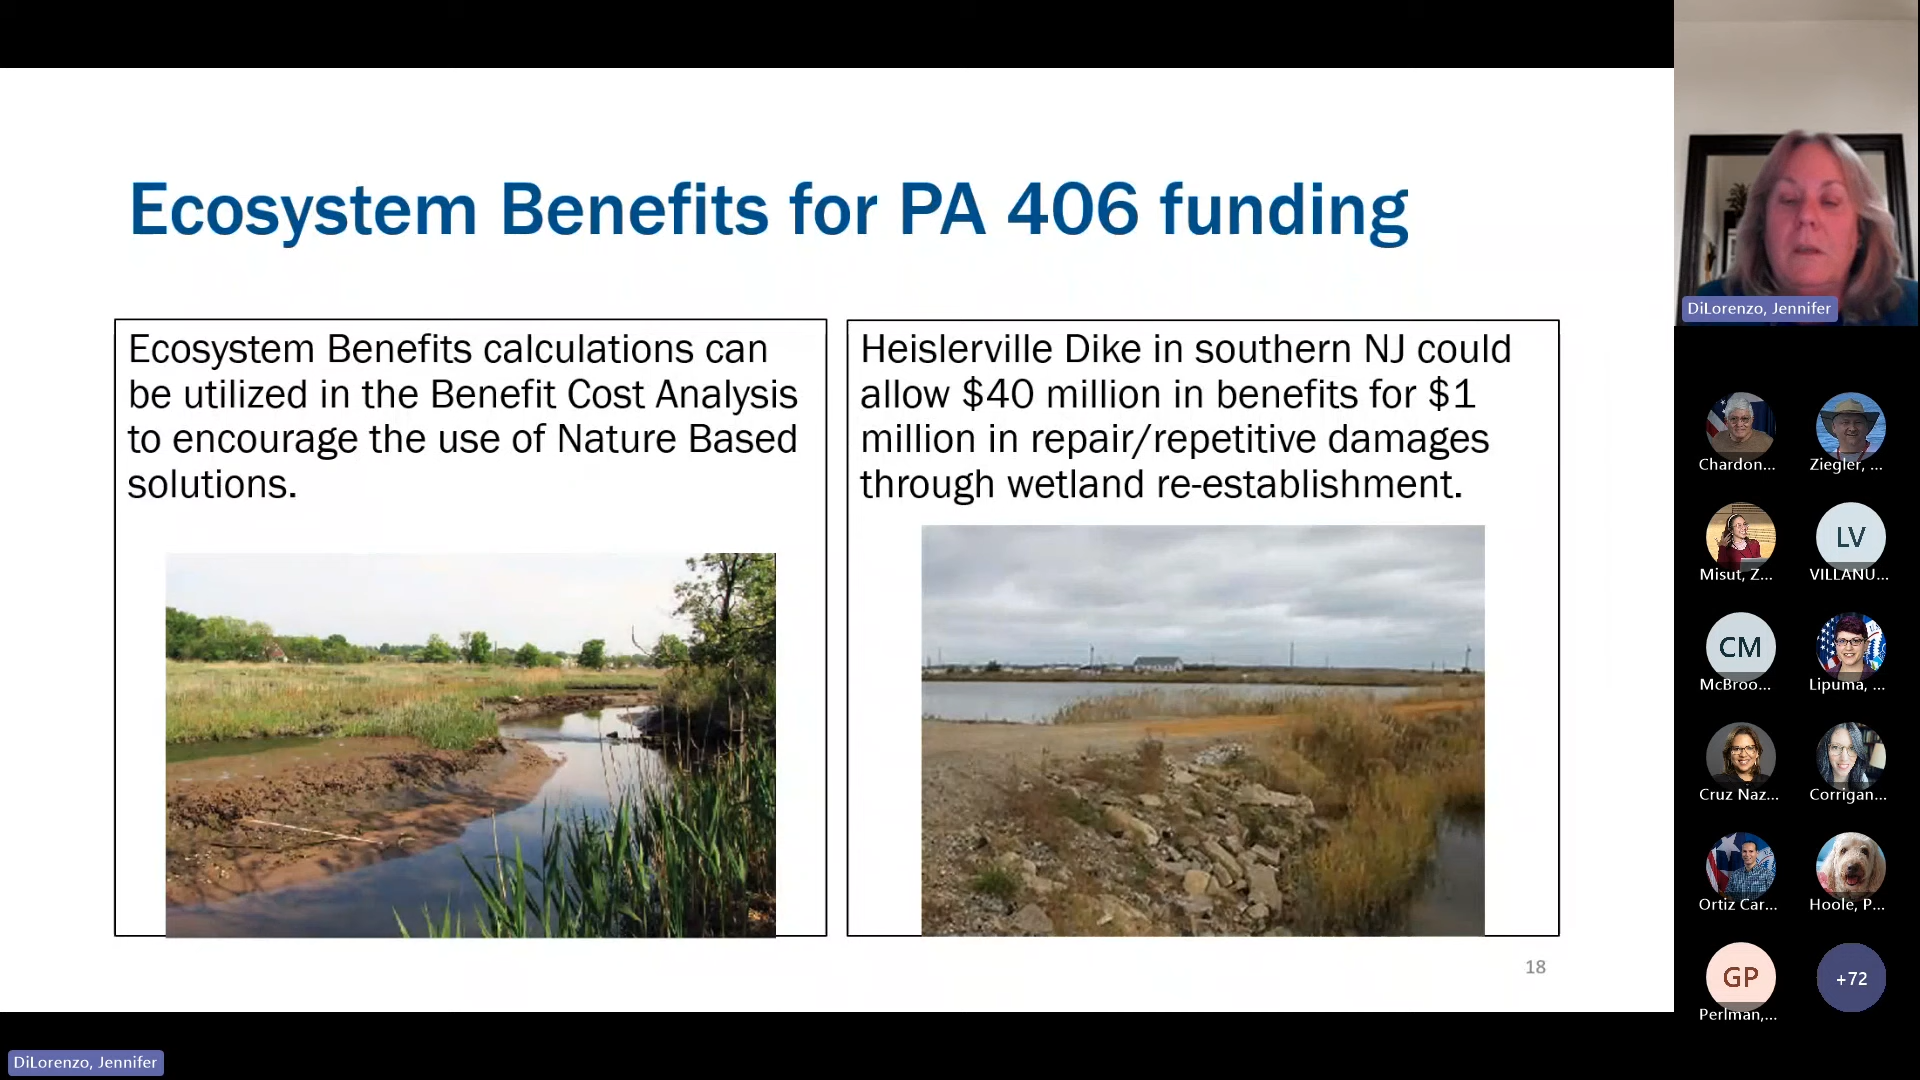 Ecosystem Benefits for PA 406 funding
Ecosystem Benefits calculations can
be utilized in the Benefit Cost Analysis
to encourage the use of Nature Based
solutions.
Heislerville Dike in southern NJ could
allow $40 million in benefits for $1
million in repair/repetitive damages
through wetland re-establishment.
18
DiLorenzo, Jennifer
Chardon...
Ziegler, ...
Misut, Z...
LV
VILLANU...
CM
McBroo...
Lipuma, ...
Cruz Naz...
Corrigan...
Ortiz Car...
Hoole, P...
GP
Perlman,...
+72
DiLorenzo, Jennifer